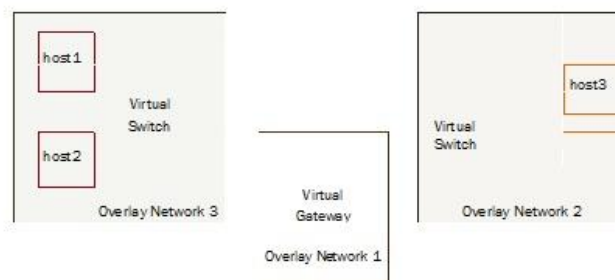 host1
Virtual
Switch
host2
Overlay Network 3
Virtual
Gateway
Overlay Network 1
host3
Virtual
Switch
Overlay Network 2